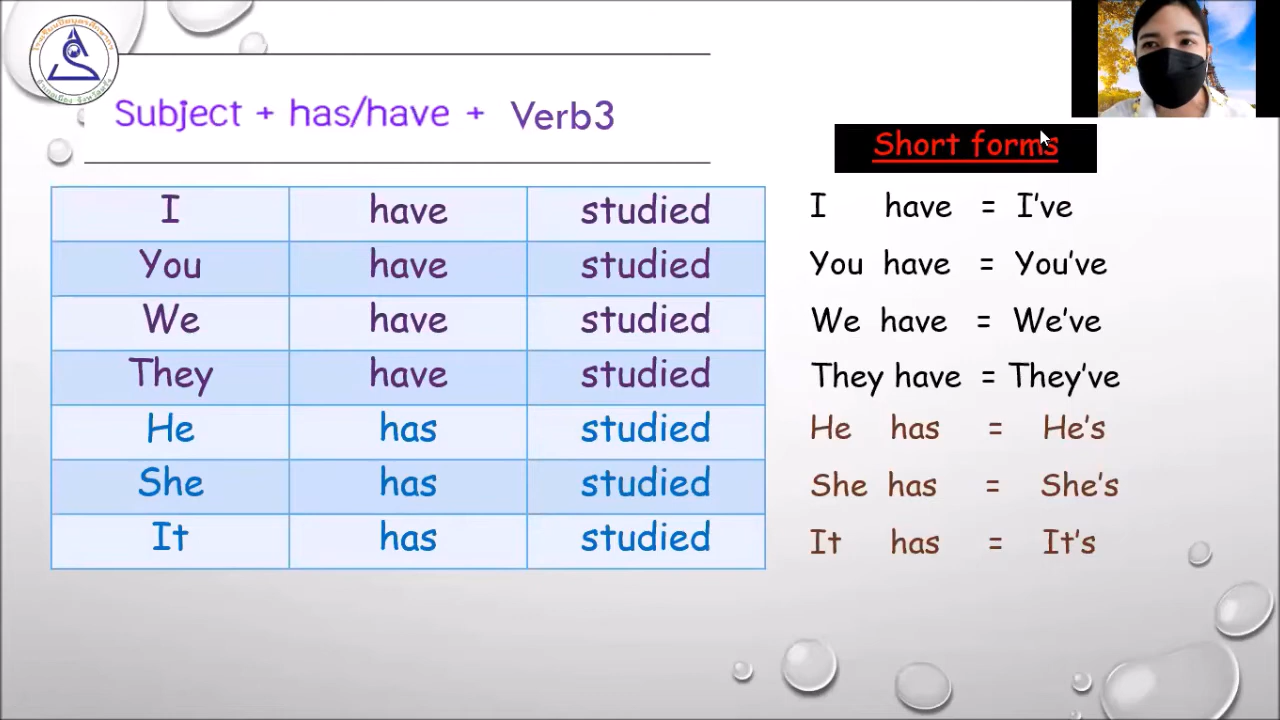 Subject + has/have + Verb3
Short forms
I have studied
You have studied
We have studied
They have studied
He has studied
She has studied
It has studied
I have = I've
You have = You've
We have = We've
They have = They've
He has = He's
She has = She's
It has = It's